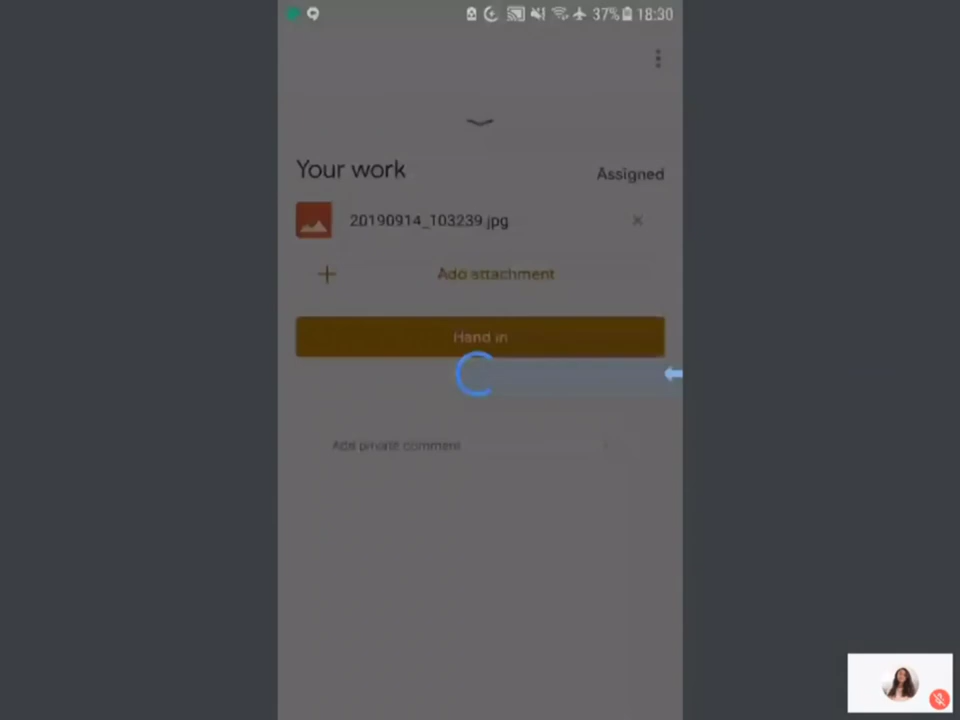 37% 18:30
Your work
Assigned
20190914_103239.jpg
Add attachment
Hand in
Add private comment